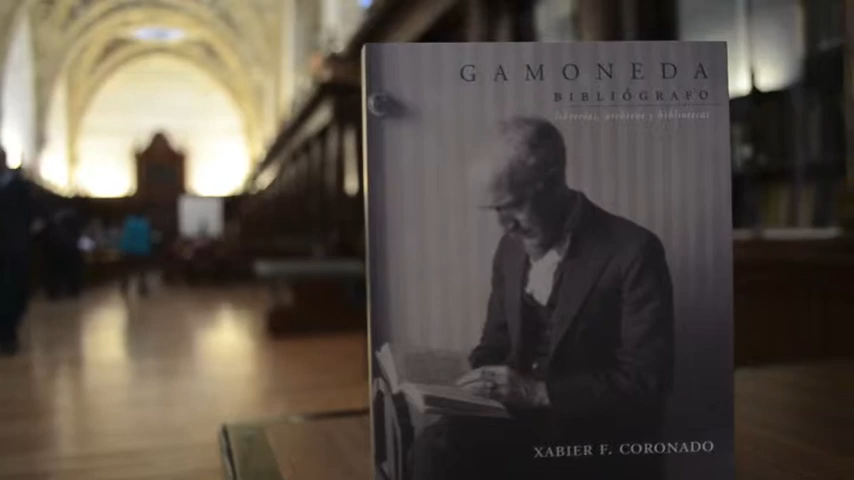 GAMONEDA
BIBLIÓGRAFO
librerías, archivos y bibliotecas
XABIER F. CORONADO